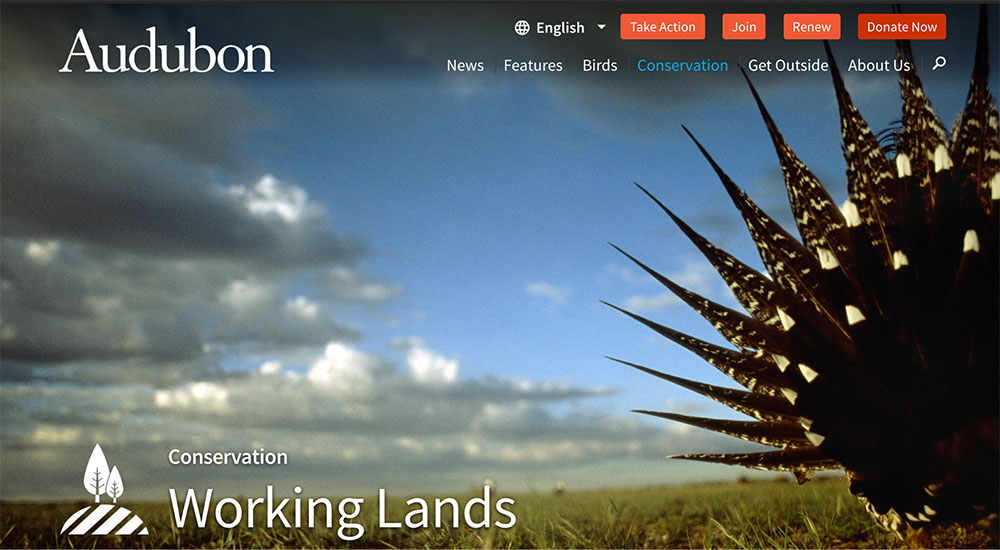 Audubon
English
Take Action
Join
Renew
Donate Now
News
Features
Birds
Conservation
Get Outside
About Us
Conservation
Working Lands